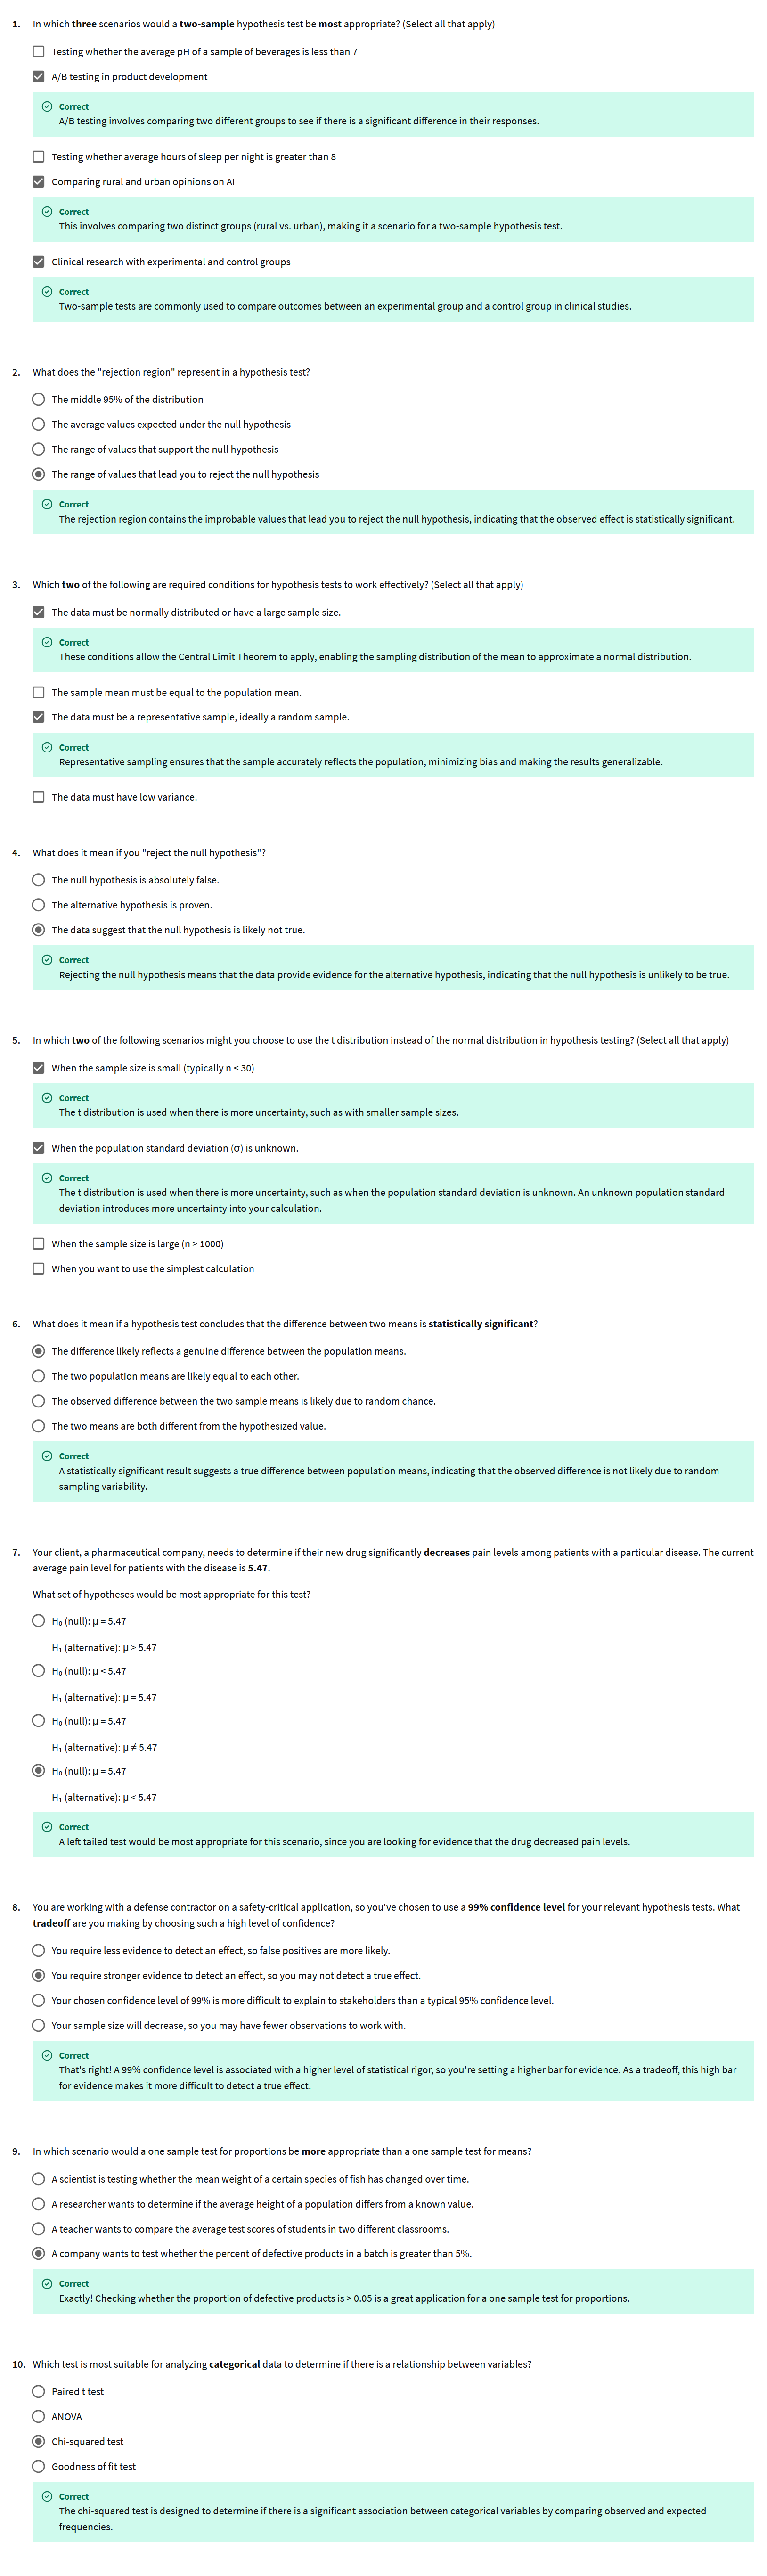 1. In which three scenarios would a two-sample hypothesis test be most appropriate? (Select all that apply)
Testing whether the average pH of a sample of beverages is less than 7
A/B testing in product development
Correct
A/B testing involves comparing two different groups to see if there is a significant difference in their responses.
Testing whether average hours of sleep per night is greater than 8
Comparing rural and urban opinions on AI
Correct
This involves comparing two distinct groups (rural vs. urban), making it a scenario for a two-sample hypothesis test.
Clinical research with experimental and control groups
Correct
Two-sample tests are commonly used to compare outcomes between an experimental group and a control group in clinical studies.
2. What does the "rejection region" represent in a hypothesis test?
The middle 95% of the distribution
The average values expected under the null hypothesis
The range of values that support the null hypothesis
The range of values that lead you to reject the null hypothesis
Correct
The rejection region contains the improbable values that lead you to reject the null hypothesis, indicating that the observed effect is statistically significant.
3. Which two of the following are required conditions for hypothesis tests to work effectively? (Select all that apply)
The data must be normally distributed or have a large sample size.
Correct
These conditions allow the Central Limit Theorem to apply, enabling the sampling distribution of the mean to approximate a normal distribution.
The sample mean must be equal to the population mean.
The data must be a representative sample, ideally a random sample.
Correct
Representative sampling ensures that the sample accurately reflects the population, minimizing bias and making the results generalizable.
The data must have low variance.
4. What does it mean if you "reject the null hypothesis"?
The null hypothesis is absolutely false.
The alternative hypothesis is proven.
The data suggest that the null hypothesis is likely not true.
Correct
Rejecting the null hypothesis means that the data provide evidence for the alternative hypothesis, indicating that the null hypothesis is unlikely to be true.
5. In which two of the following scenarios might you choose to use the t distribution instead of the normal distribution in hypothesis testing? (Select all that apply)
When the sample size is small (typically n < 30)
Correct
The t distribution is used when there is more uncertainty, such as with smaller sample sizes.
When the population standard deviation (σ) is unknown.
Correct
The t distribution is used when there is more uncertainty, such as when the population standard deviation is unknown. An unknown population standard
deviation introduces more uncertainty into your calculation.
When the sample size is large (n > 1000)
When you want to use the simplest calculation
6. What does it mean if a hypothesis test concludes that the difference between two means is statistically significant?
The difference likely reflects a genuine difference between the population means.
The two population means are likely equal to each other.
The observed difference between the two sample means is likely due to random chance.
The two means are both different from the hypothesized value.
Correct
A statistically significant result suggests a true difference between population means, indicating that the observed difference is not likely due to random
sampling variability.
7. Your client, a pharmaceutical company, needs to determine if their new drug significantly decreases pain levels among patients with a particular disease. The current
average pain level for patients with the disease is 5.47.
What set of hypotheses would be most appropriate for this test?
H₀ (null): μ = 5.47
H₁ (alternative): μ > 5.47
H₀ (null): μ < 5.47
H₁ (alternative): μ = 5.47
H₀ (null): μ = 5.47
H₁ (alternative): μ ≠ 5.47
H₀ (null): μ = 5.47
H₁ (alternative): μ < 5.47
Correct
A left tailed test would be most appropriate for this scenario, since you are looking for evidence that the drug decreased pain levels.
8. You are working with a defense contractor on a safety-critical application, so you've chosen to use a 99% confidence level for your relevant hypothesis tests. What
tradeoff are you making by choosing such a high level of confidence?
You require less evidence to detect an effect, so false positives are more likely.
You require stronger evidence to detect an effect, so you may not detect a true effect.
Your chosen confidence level of 99% is more difficult to explain to stakeholders than a typical 95% confidence level.
Your sample size will decrease, so you may have fewer observations to work with.
Correct
That's right! A 99% confidence level is associated with a higher level of statistical rigor, so you're setting a higher bar for evidence. As a tradeoff, this high bar
for evidence makes it more difficult to detect a true effect.
9. In which scenario would a one sample test for proportions be more appropriate than a one sample test for means?
A scientist is testing whether the mean weight of a certain species of fish has changed over time.
A researcher wants to determine if the average height of a population differs from a known value.
A teacher wants to compare the average test scores of students in two different classrooms.
A company wants to test whether the percent of defective products in a batch is greater than 5%.
Correct
Exactly! Checking whether the proportion of defective products is > 0.05 is a great application for a one sample test for proportions.
10. Which test is most suitable for analyzing categorical data to determine if there is a relationship between variables?
Paired t test
ANOVA
Chi-squared test
Goodness of fit test
Correct
The chi-squared test is designed to determine if there is a significant association between categorical variables by comparing observed and expected
frequencies.